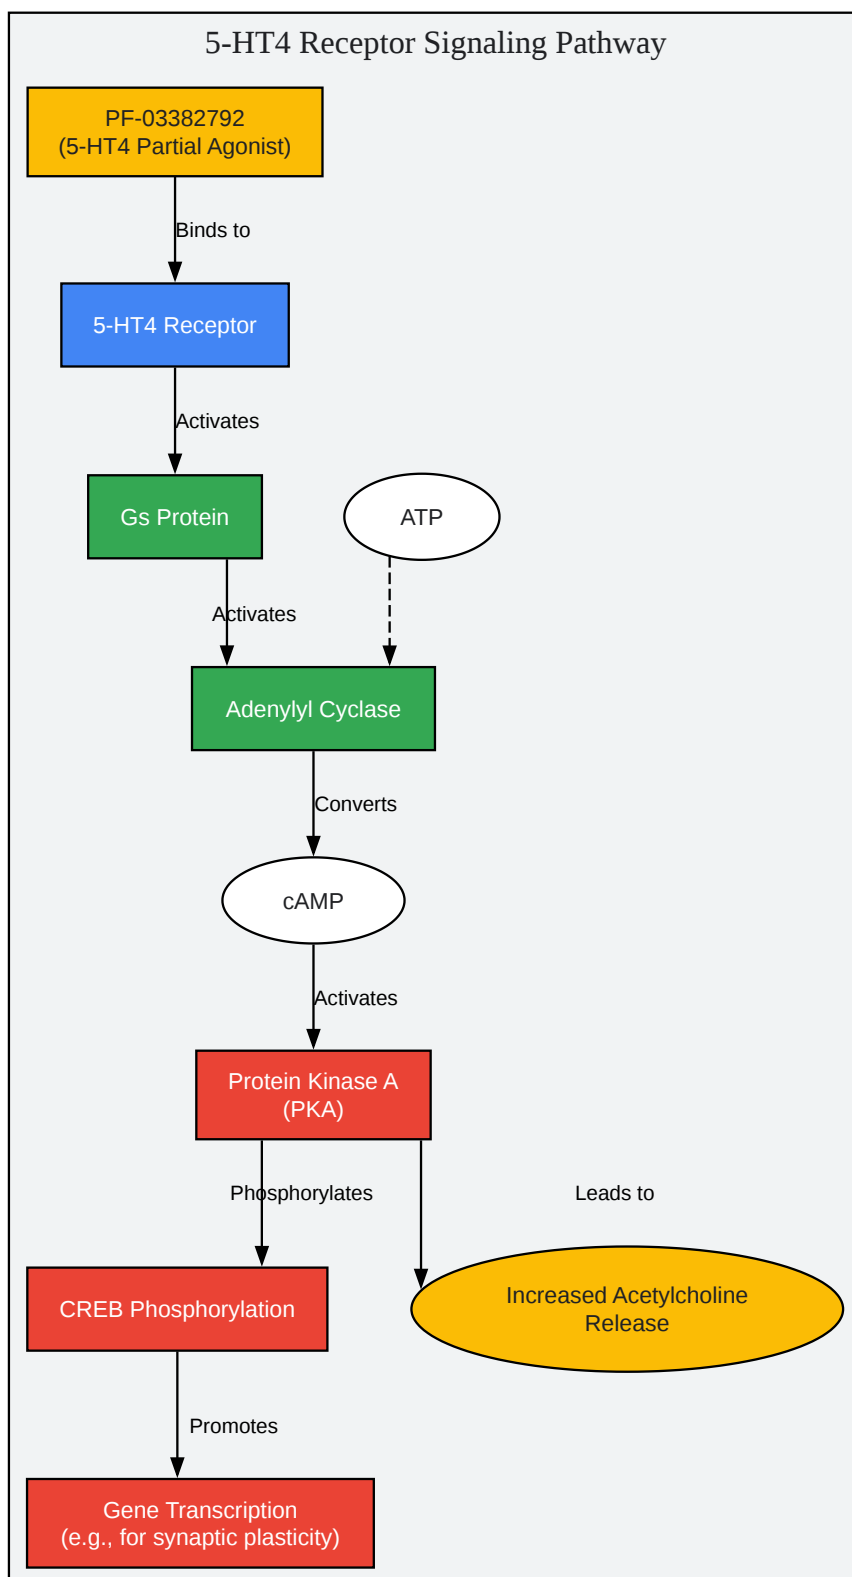 5-HT4 Receptor Signaling Pathway
PF-03382792
(5-HT4 Partial Agonist)
Binds to
5-HT4 Receptor
Activates
Gs Protein
ATP
Activates
Adenylyl Cyclase
Converts
cAMP
Activates
Protein Kinase A
(PKA)
Phosphorylates
Leads to
CREB Phosphorylation
Increased Acetylcholine
Release
Promotes
Gene Transcription
(e.g., for synaptic plasticity)